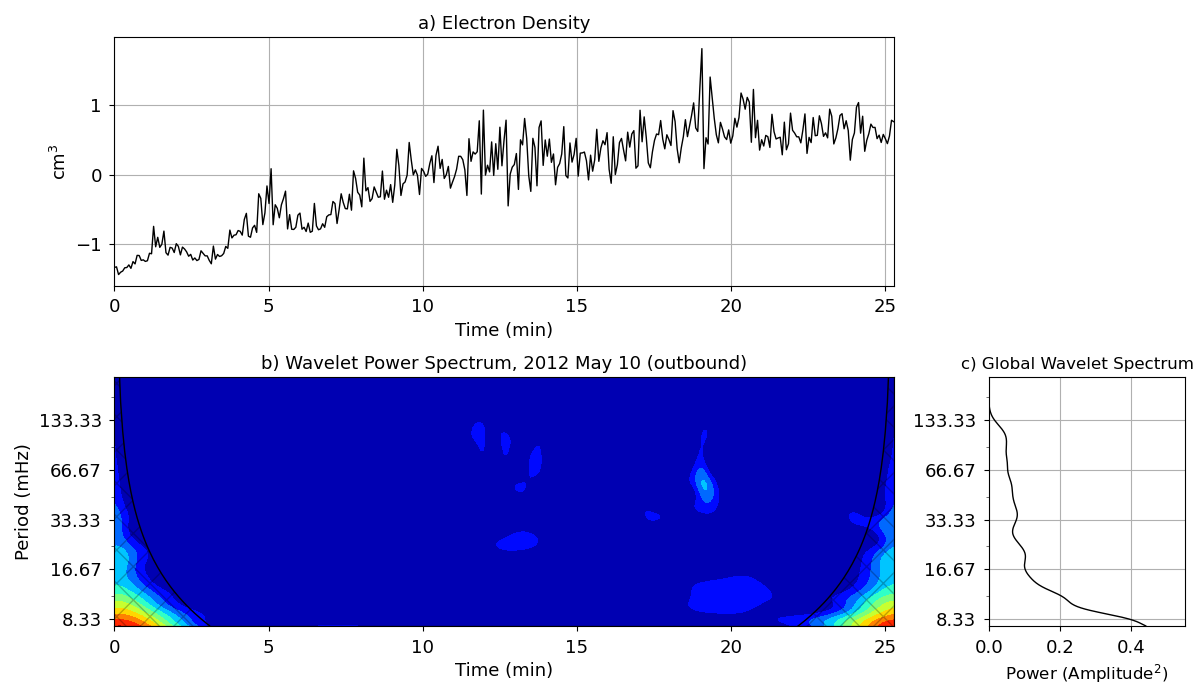 a) Electron Density
cm³
1
0
−1
0 5 10 15 20 25
Time (min)
b) Wavelet Power Spectrum, 2012 May 10 (outbound)
Period (mHz)
133.33
66.67
33.33
16.67
8.33
0 5 10 15 20 25
Time (min)
c) Global Wavelet Spectrum
133.33
66.67
33.33
16.67
8.33
0.0 0.2 0.4
Power (Amplitude²)